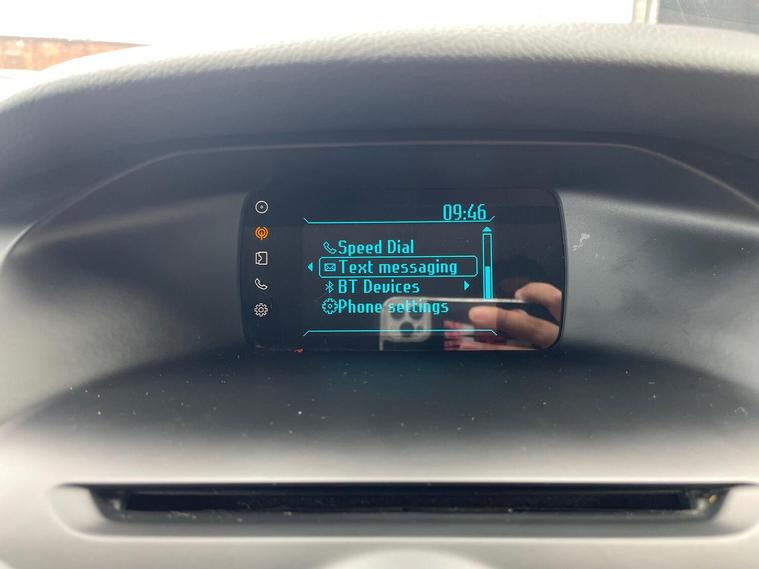 09:46
Speed Dial
Text messaging
BT Devices
Phone settings